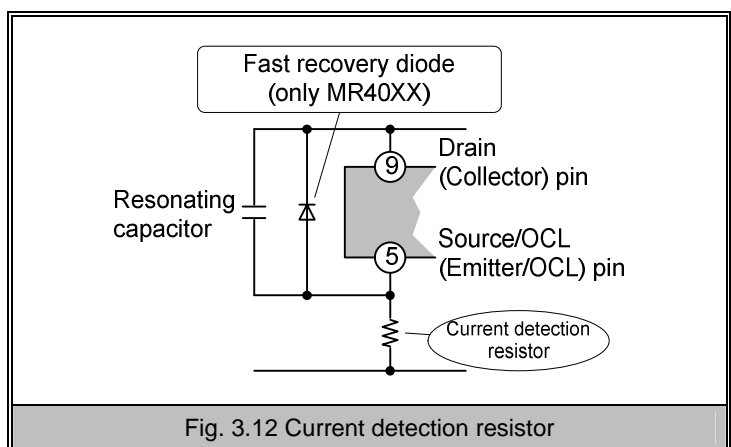 Fast recovery diode
(only MR40XX)
9
Drain
(Collector) pin
Resonating
capacitor
Source/OCL
(Emitter/OCL) pin
5
Current detection
resistor
Fig. 3.12 Current detection resistor